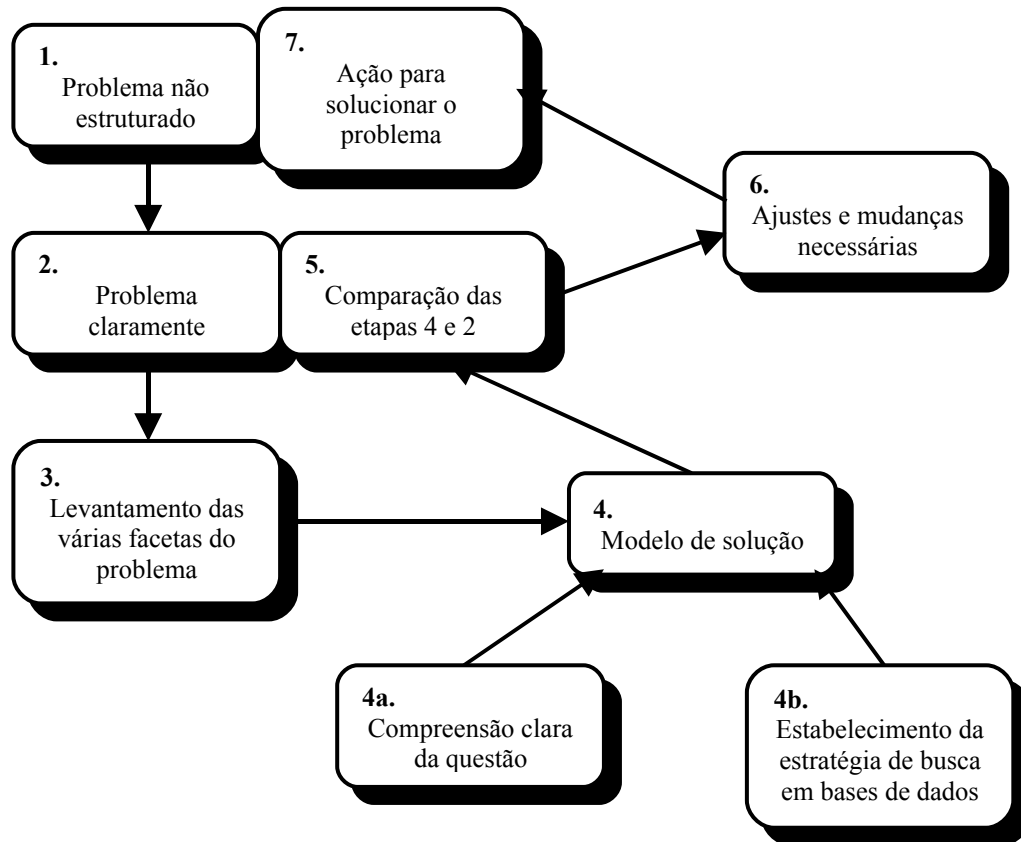 1.
Problema não
estruturado
7.
Ação para
solucionar o
problema
6.
Ajustes e mudanças
necessárias
2.
Problema
claramente
5.
Comparação das
etapas 4 e 2
3.
Levantamento das
várias facetas do
problema
4.
Modelo de solução
4a.
Compreensão clara
da questão
4b.
Estabelecimento da
estratégia de busca
em bases de dados